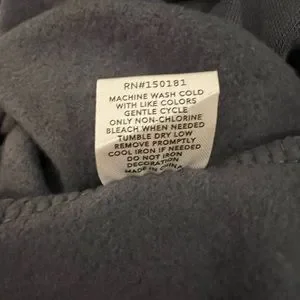 RN#150181
MACHINE WASH COLD
WITH LIKE COLORS
GENTLE CYCLE
ONLY NON-CHLORINE
BLEACH WHEN NEEDED
TUMBLE DRY LOW
REMOVE PROMPTLY
COOL IRON IF NEEDED
DO NOT IRON
DECORATION
MADE IN CHINA